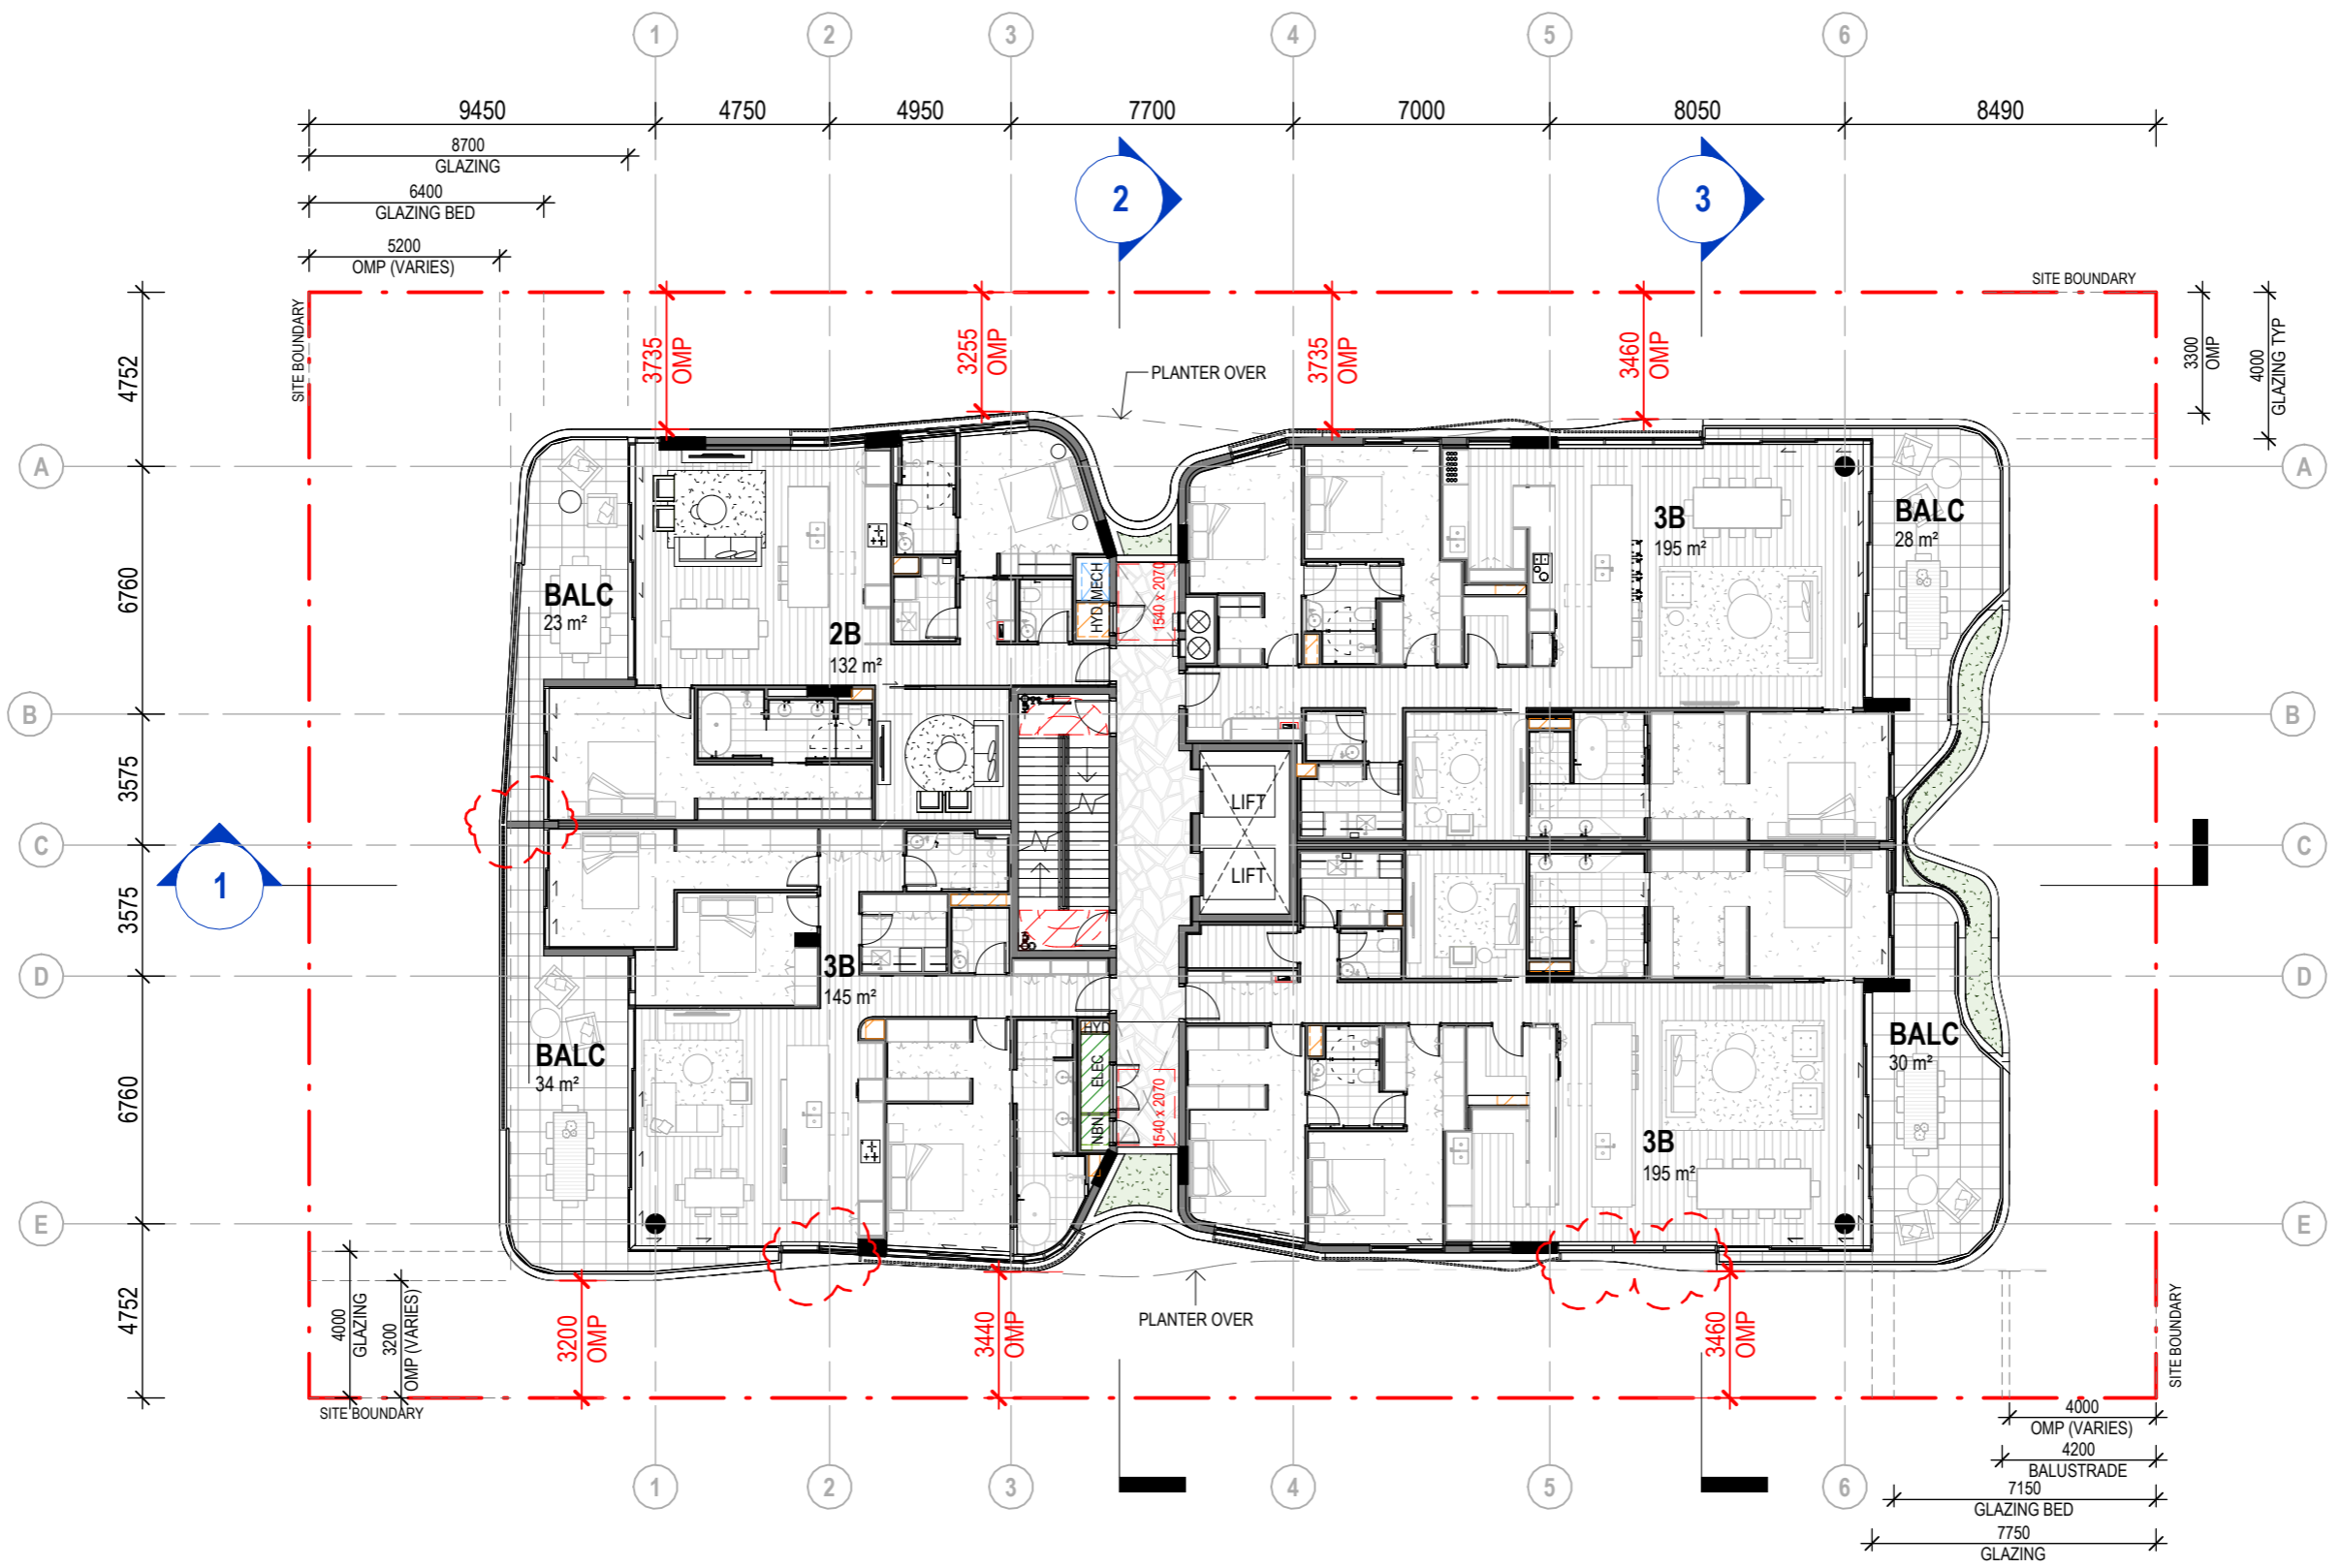 1 2 3 4 5 6
9450 4750 4950 7700 7000 8050 8490
8700
GLAZING
6400
GLAZING BED
5200
OMP (VARIES)
2
3
SITE BOUNDARY
SITE BOUNDARY
3735
OMP
3255
OMP
3735
OMP
3460
OMP
3300
OMP
4000
GLAZING TYP
PLANTER OVER
4752
6760
3575
3575
6760
4752
A
A
B
B
C
C
D
D
E
E
BALC
23 m²
2B
132 m²
MECH
HYD
1540 x 2070
3B
195 m²
BALC
28 m²
LIFT
LIFT
1
3B
145 m²
BALC
34 m²
HYD
ELEC
NBN
1540 x 2070
3B
195 m²
BALC
30 m²
4000
GLAZING
3200
OMP (VARIES)
3200
OMP
3440
OMP
3460
OMP
PLANTER OVER
SITE BOUNDARY
SITE BOUNDARY
4000
OMP (VARIES)
4200
BALUSTRADE
7150
GLAZING BED
7750
GLAZING
1 2 3 4 5 6